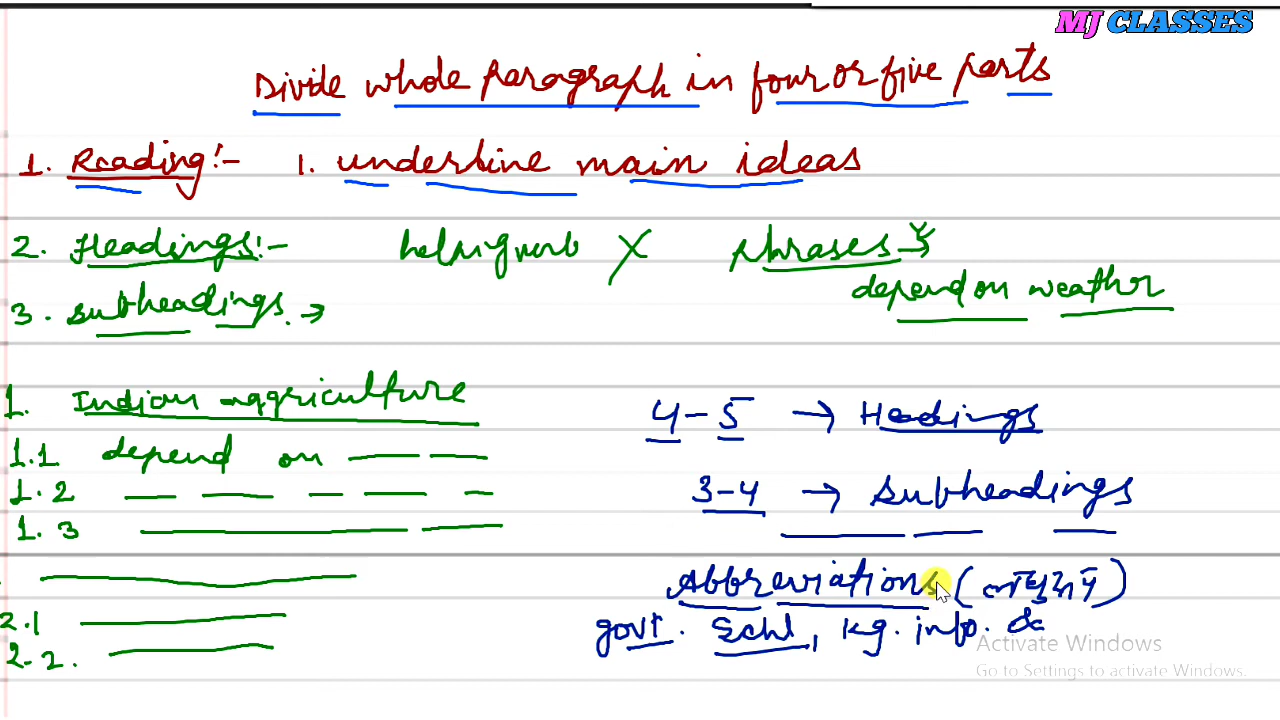 MJ CLASSES
Divide whole Paragraph in four or five parts
1. Reading:- 1. underline main ideas
2. Headings:- helping verb X Phrases →
depend on weather
3. subheadings. →
1. Indian aggriculture
4-5 → Headings
1.1 depend on
1.2
3-4 → subheadings
1. 3
Abbreviations (
2.1
govt. Schl, kg. info. &
2.2.
Activate Windows
Go to Settings to activate Windows.